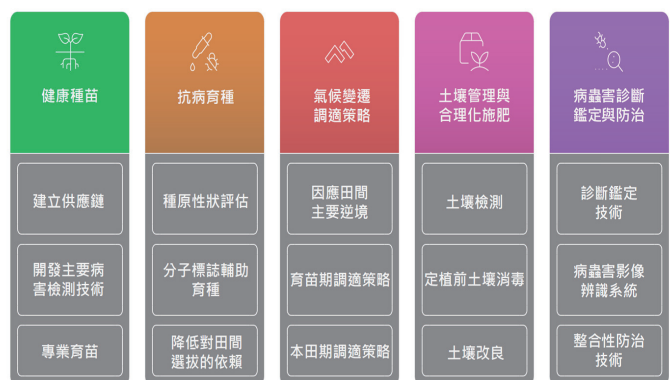 健康種苗
建立供應鏈
開發主要病
害檢測技術
專業育苗
抗病育種
種原性狀評估
分子標誌輔助
育種
降低對田間
選拔的依賴
氣候變遷
調適策略
因應田間
主要逆境
育苗期調適策略
本田期調適策略
土壤管理與
合理化施肥
土壤檢測
定植前土壤消毒
土壤改良
病蟲害診斷
鑑定與防治
診斷鑑定
技術
病蟲害影像
辨識系統
整合性防治
技術